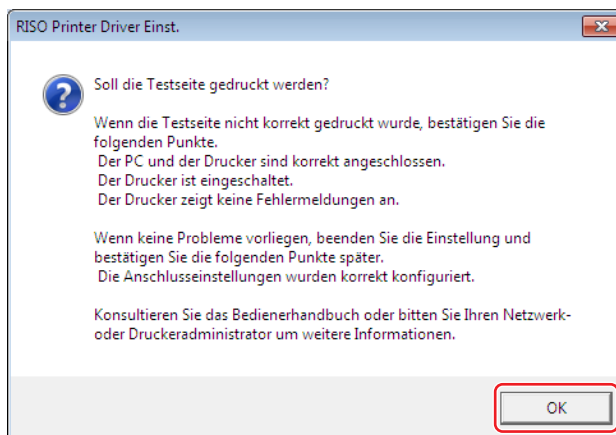 RISO Printer Driver Einst.
Soll die Testseite gedruckt werden?
Wenn die Testseite nicht korrekt gedruckt wurde, bestätigen Sie die
folgenden Punkte.
Der PC und der Drucker sind korrekt angeschlossen.
Der Drucker ist eingeschaltet.
Der Drucker zeigt keine Fehlermeldungen an.
Wenn keine Probleme vorliegen, beenden Sie die Einstellung und
bestätigen Sie die folgenden Punkte später.
Die Anschlusseinstellungen wurden korrekt konfiguriert.
Konsultieren Sie das Bedienerhandbuch oder bitten Sie Ihren Netzwerk-
oder Druckeradministrator um weitere Informationen.
OK